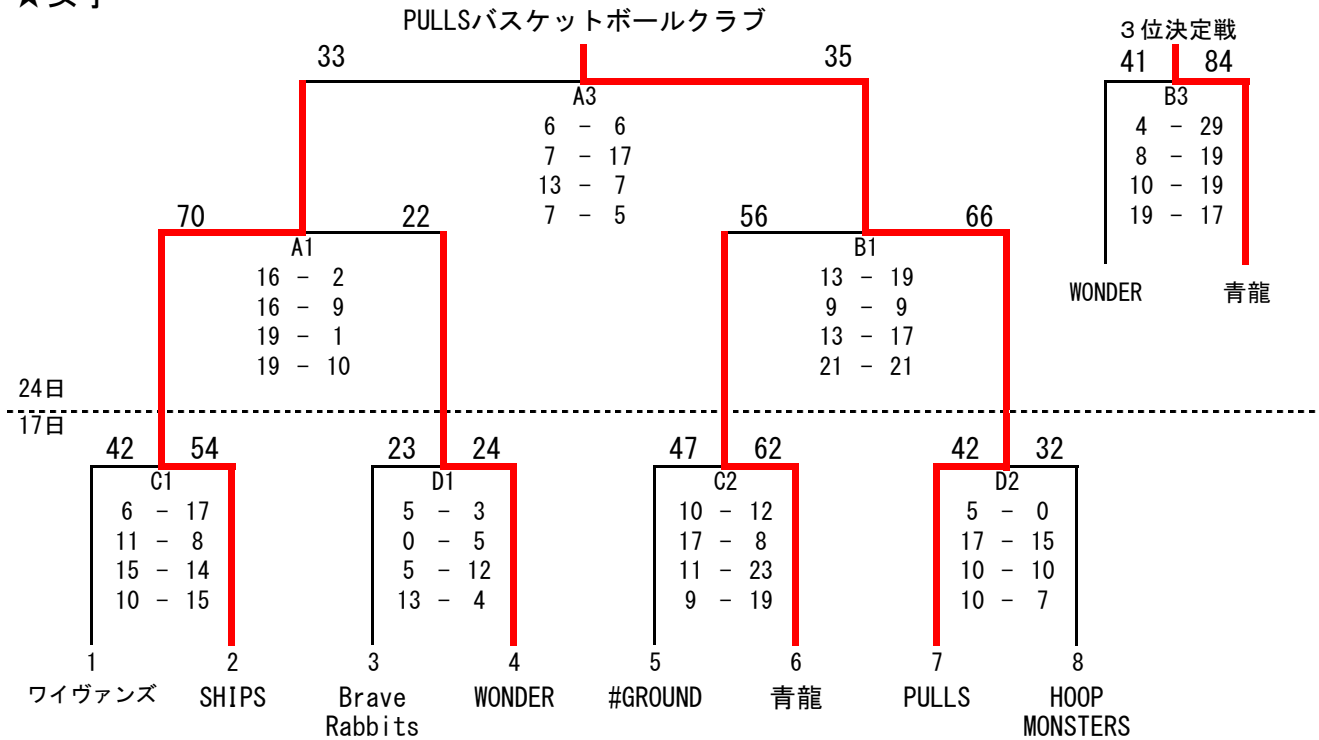 ★女子
PULLSバスケットボールクラブ
3位決定戦
33 35
41 84
A3
6 - 6
7 - 17
13 - 7
7 - 5
B3
4 - 29
8 - 19
10 - 19
19 - 17
WONDER 青龍
70 22
A1
16 - 2
16 - 9
19 - 1
19 - 10
56 66
B1
13 - 19
9 - 9
13 - 17
21 - 21
24日
17日
42 54
C1
6 - 17
11 - 8
15 - 14
10 - 15
23 24
D1
5 - 3
0 - 5
5 - 12
13 - 4
47 62
C2
10 - 12
17 - 8
11 - 23
9 - 19
42 32
D2
5 - 0
17 - 15
10 - 10
10 - 7
1 2 3 4 5 6 7 8
ワイヴァンズ
SHIPS
Brave
Rabbits
WONDER
#GROUND
青龍
PULLS
HOOP
MONSTERS